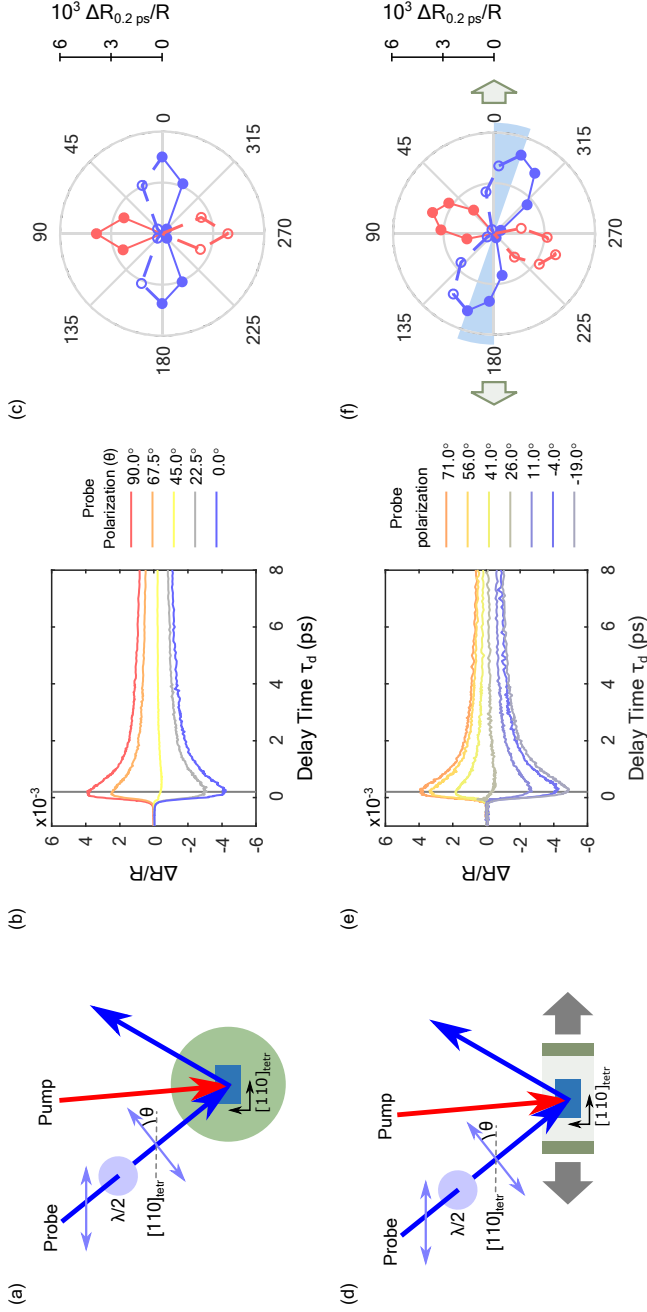 (a)
Probe
Pump
λ/2
θ
[110]tetr
[110]tetr
(b)
x10-3
6
4
2
0
-2
-4
-6
ΔR/R
0
2
4
6
8
Delay Time τd (ps)
Probe
Polarization (θ)
90.0°
67.5°
45.0°
22.5°
0.0°
(c)
0
45
90
135
180
225
270
315
10³ ΔR0.2 ps/R
6
3
0
(d)
Probe
Pump
λ/2
θ
[110]tetr
[110]tetr
(e)
x10-3
6
4
2
0
-2
-4
-6
ΔR/R
0
2
4
6
8
Delay Time τd (ps)
Probe
polarization
71.0°
56.0°
41.0°
26.0°
11.0°
-4.0°
-19.0°
(f)
0
45
90
135
180
225
270
315
10³ ΔR0.2 ps/R
6
3
0